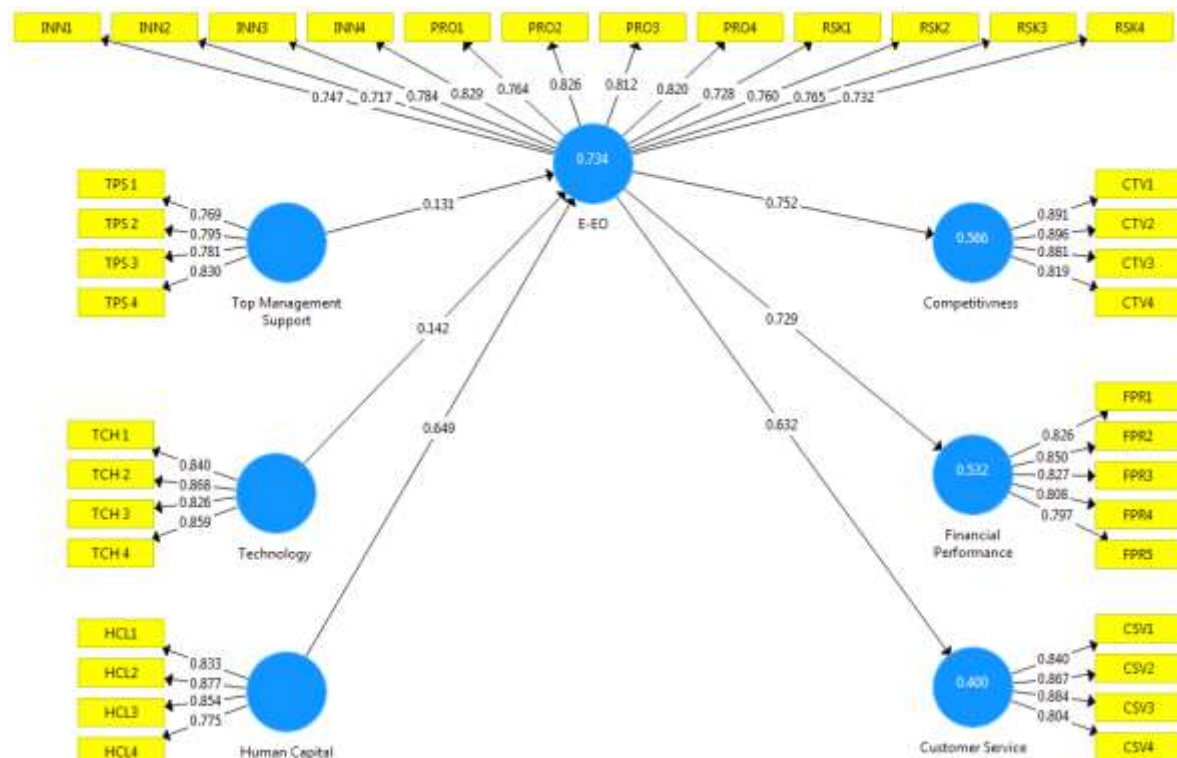 INN1 INN2 INN3 INN4 PRO1 PRO2 PRO3 PRO4 RSK1 RSK2 RSK3 RSK4
0.747 0.717 0.784 0.829 0.764 0.826 0.812 0.820 0.728 0.760 0.765 0.732
0.734
E-EO
TPS 1
TPS 2
TPS 3
TPS 4
0.769
0.795
0.781
0.830
Top Management
Support
0.131
TCH 1
TCH 2
TCH 3
TCH 4
0.840
0.868
0.826
0.859
Technology
0.142
HCL1
HCL2
HCL3
HCL4
0.833
0.877
0.854
0.775
Human Capital
0.649
0.752
0.566
Competitivness
0.891
0.896
0.881
0.819
CTV1
CTV2
CTV3
CTV4
0.729
0.532
Financial
Performance
0.826
0.850
0.827
0.797
FPR1
FPR2
FPR3
FPR4
FPR5
0.632
0.400
Customer Service
0.840
0.867
0.884
0.804
CSV1
CSV2
CSV3
CSV4